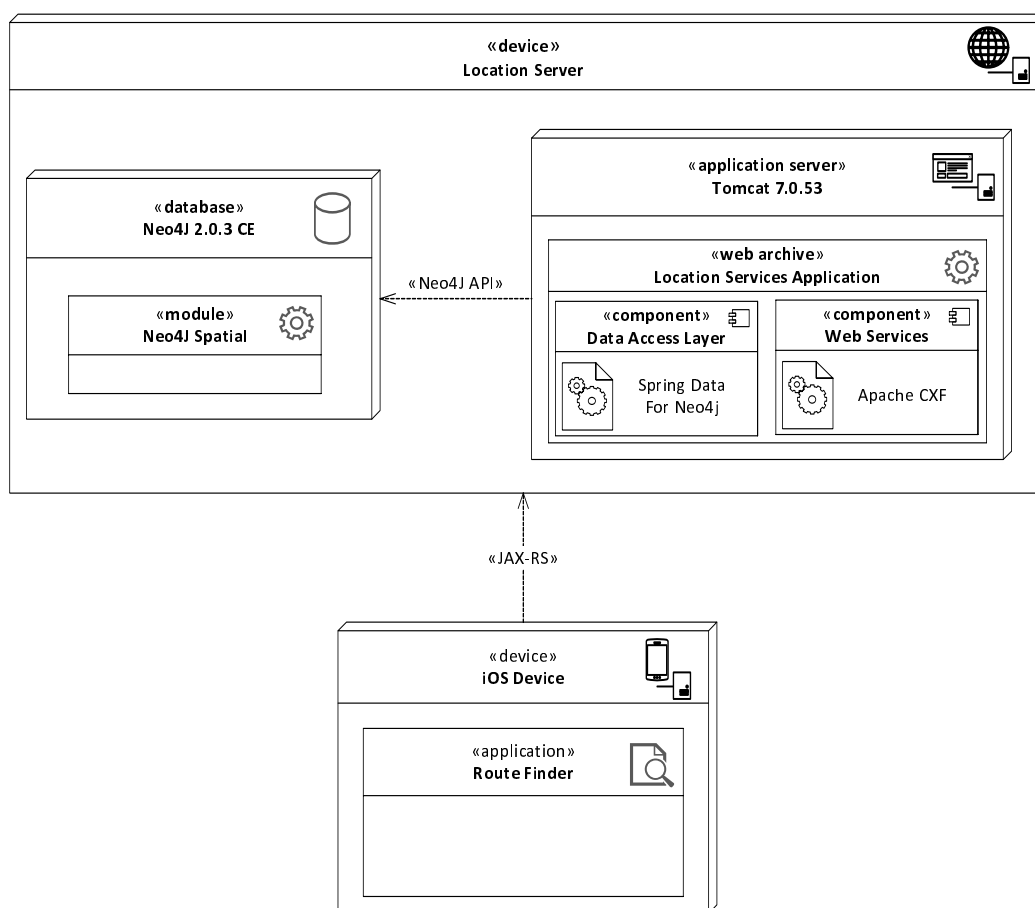 «device»
Location Server
«application server»
Tomcat 7.0.53
«database»
Neo4J 2.0.3 CE
«web archive»
Location Services Application
«Neo4J API»
«module»
Neo4J Spatial
«component»
Data Access Layer
«component»
Web Services
Spring Data
For Neo4j
Apache CXF
«JAX-RS»
«device»
iOS Device
«application»
Route Finder